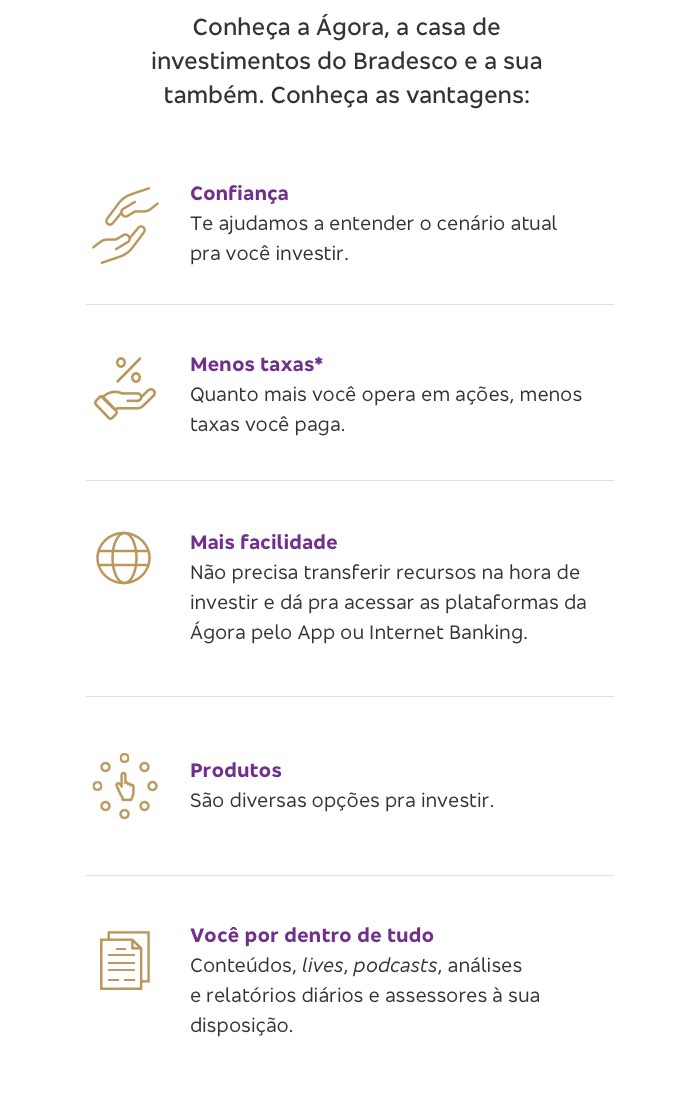 Conheça a Ágora, a casa de
investimentos do Bradesco e a sua
também. Conheça as vantagens:
Confiança
Te ajudamos a entender o cenário atual
pra você investir.
Menos taxas*
Quanto mais você opera em ações, menos
taxas você paga.
Mais facilidade
Não precisa transferir recursos na hora de
investir e dá pra acessar as plataformas da
Ágora pelo App ou Internet Banking.
Produtos
São diversas opções pra investir.
Você por dentro de tudo
Conteúdos, lives, podcasts, análises
e relatórios diários e assessores à sua
disposição.